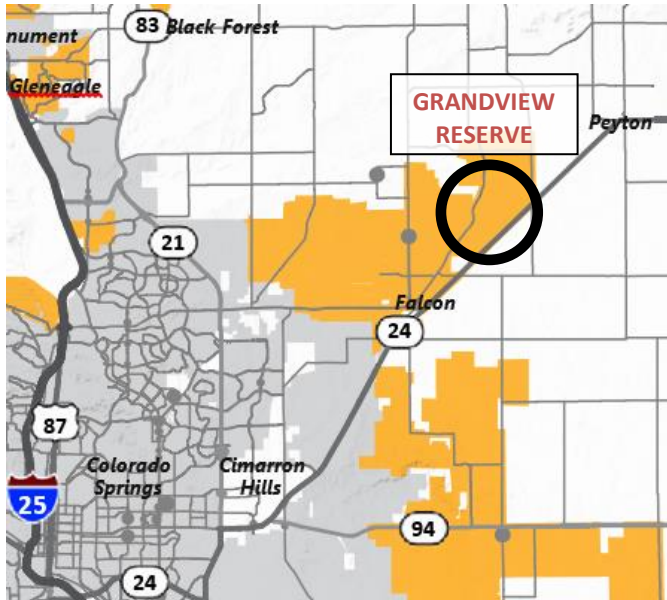 83
Black Forest
nument
Gleneagle
GRANDVIEW
RESERVE
Peyton
21
Falcon
24
87
Colorado
Springs
Cimarron
Hills
25
94
24